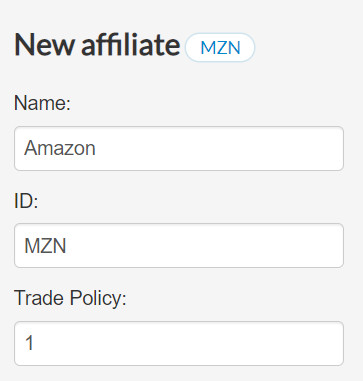 New affiliate MZN
Name:
Amazon
ID:
MZN
Trade Policy:
1